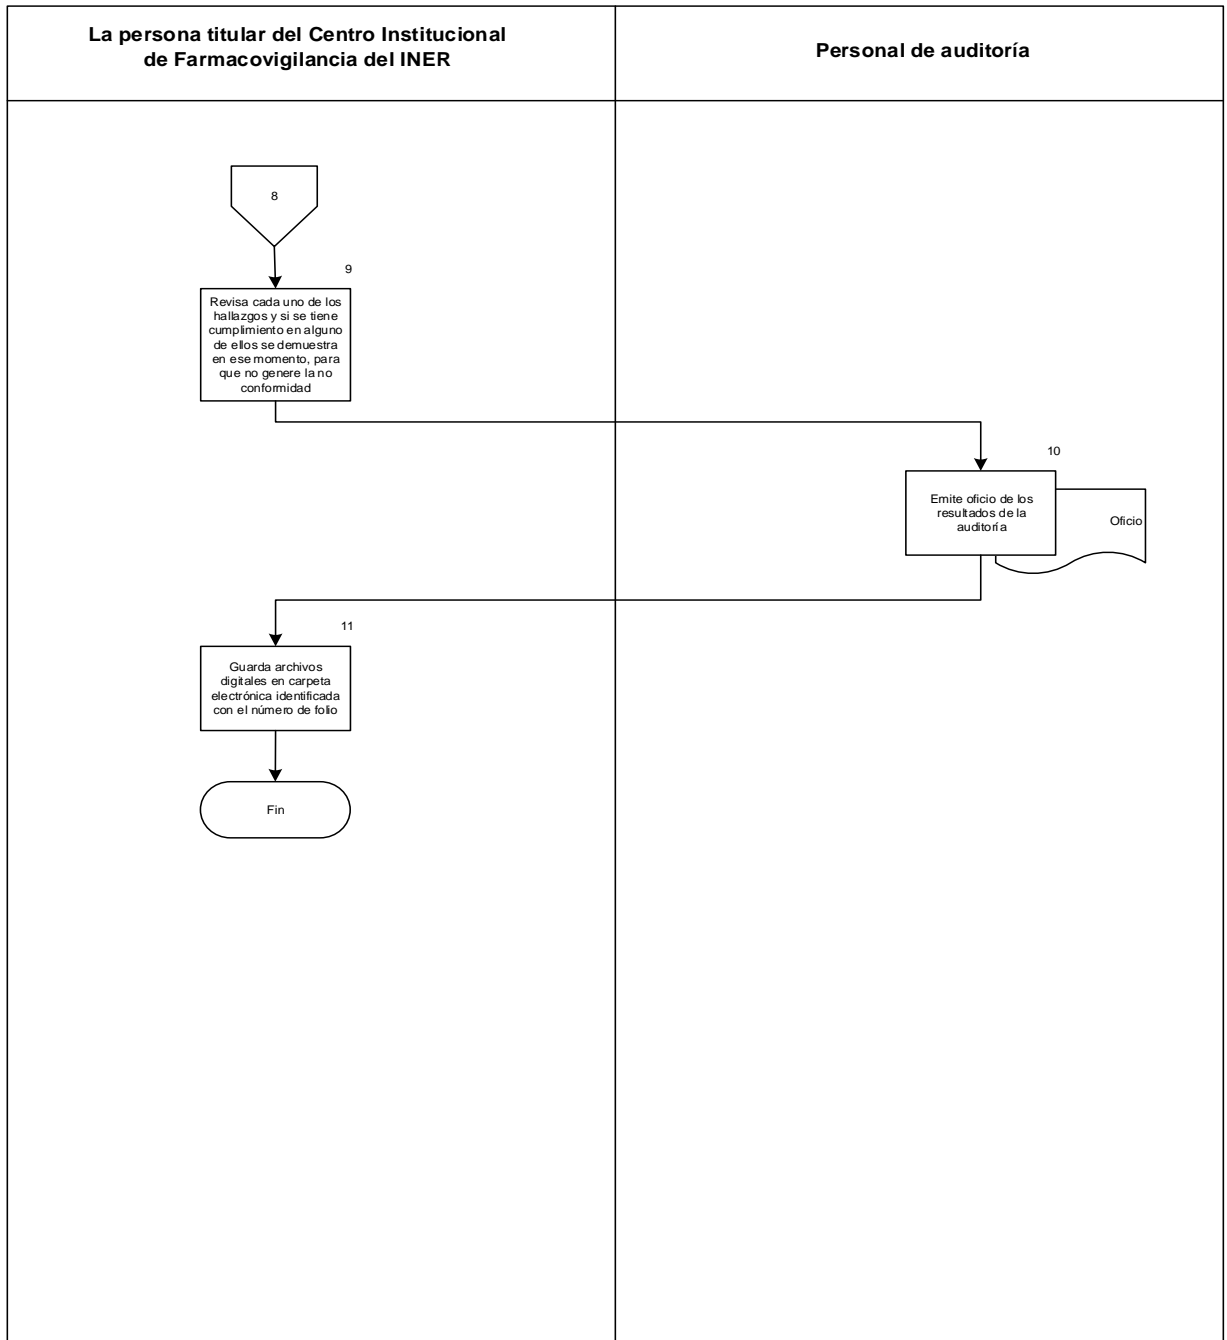 La persona titular del Centro Institucional
de Farmacovigilancia del INER
Personal de auditoría
8
9
Revisa cada uno de los
hallazgos y si se tiene
cumplimiento en alguno
de ellos se demuestra
en ese momento, para
que no genere la no
conformidad
10
Emite oficio de los
resultados de la
auditoría
Oficio
11
Guarda archivos
digitales en carpeta
electrónica identificada
con el número de folio
Fin